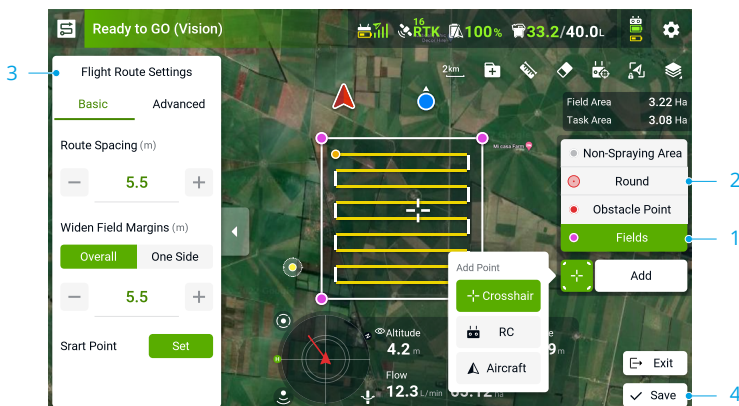 Ready to GO (Vision)
16
RTK
100%
33.2/40.0L
3
Flight Route Settings
Basic
Advanced
Route Spacing (m)
5.5
Widen Field Margins (m)
Overall
One Side
5.5
Srart Point
Set
2km
Field Area 3.22 Ha
Task Area 3.08 Ha
Mi casa Farm
Non-Spraying Area
Round
2
Obstacle Point
Fields
1
Add
Add Point
Crosshair
RC
Aircraft
N
H
Altitude
4.2 m
Flow
12.3 L/min
Exit
Save
4